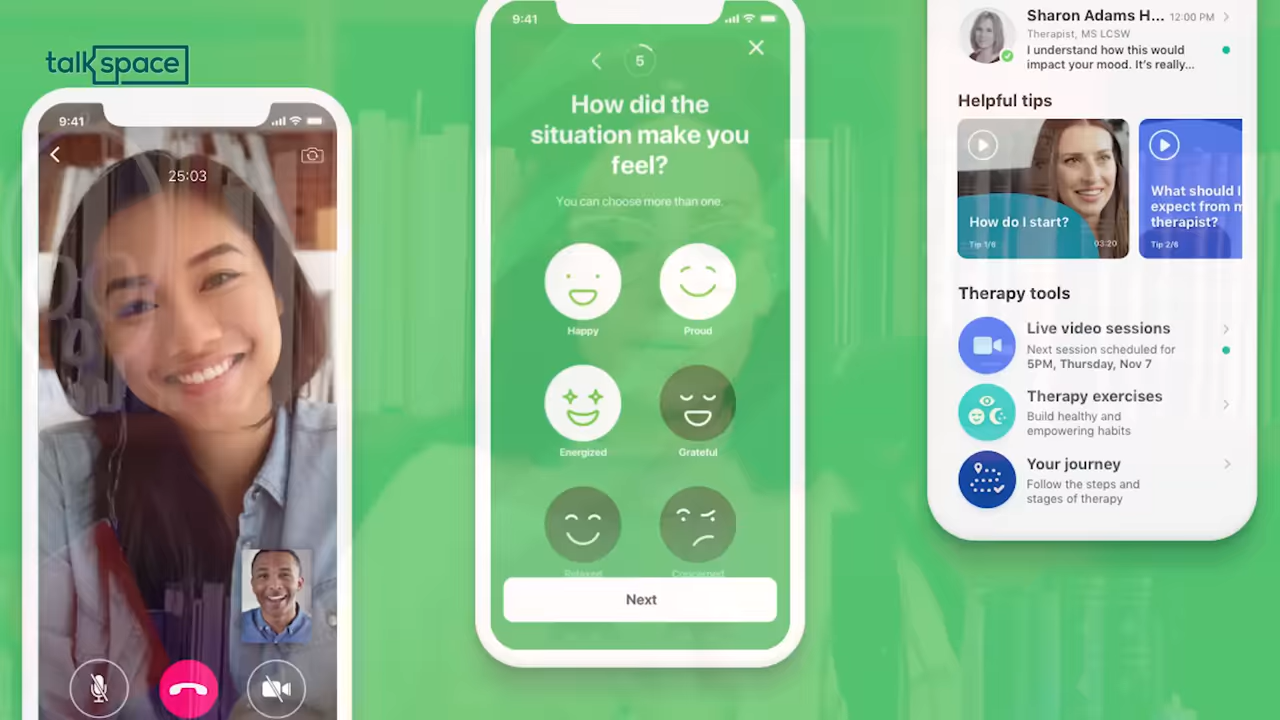 talkspace
9:41
25:03
9:41
5
How did the
situation make you
feel?
You can choose more than one.
Happy
Proud
Energized
Grateful
Relaxed
Concerned
Next
Sharon Adams H... 12:00 PM
Therapist, MS LCSW
I understand how this would
impact your mood. It's really...
Helpful tips
How do I start?
Tip 1/6
03:20
What should I
expect from m
therapist?
Tip 2/6
Therapy tools
Live video sessions
Next session scheduled for
5PM, Thursday, Nov 7
Therapy exercises
Build healthy and
empowering habits
Your journey
Follow the steps and
stages of therapy